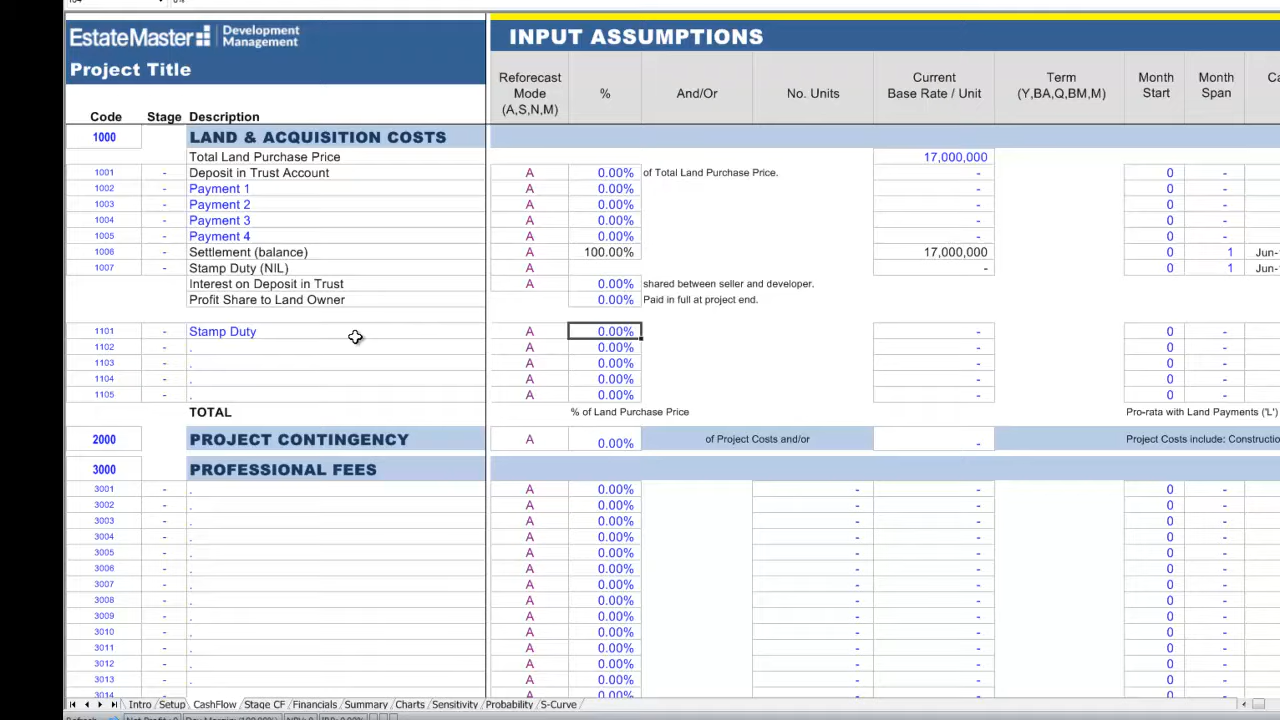 EstateMaster Development Management
Project Title
INPUT ASSUMPTIONS
Code Stage Description Reforecast Mode (A,S,N,M) % And/Or No. Units Current Base Rate / Unit Term (Y,BA,Q,BM,M) Month Start Month Span
1000 LAND & ACQUISITION COSTS
Total Land Purchase Price 17,000,000
1001 - Deposit in Trust Account A 0.00% of Total Land Purchase Price. - 0 -
1002 - Payment 1 A 0.00% - 0 -
1003 - Payment 2 A 0.00% - 0 -
1004 - Payment 3 A 0.00% - 0 -
1005 - Payment 4 A 0.00% - 0 -
1006 - Settlement (balance) A 100.00% 17,000,000 0 1 Jun-
1007 - Stamp Duty (NIL) A - 0 1 Jun-
Interest on Deposit in Trust A 0.00% shared between seller and developer.
Profit Share to Land Owner 0.00% Paid in full at project end.
1101 - Stamp Duty A 0.00% - 0 -
1102 - . A 0.00% - 0 -
1103 - . A 0.00% - 0 -
1104 - . A 0.00% - 0 -
1105 - . A 0.00% - 0 -
TOTAL % of Land Purchase Price Pro-rata with Land Payments ('L')
2000 PROJECT CONTINGENCY A 0.00% of Project Costs and/or - Project Costs include: Constructio
3000 PROFESSIONAL FEES
3001 - . A 0.00% - - 0 -
3002 - . A 0.00% - - 0 -
3003 - . A 0.00% - - 0 -
3004 - . A 0.00% - - 0 -
3005 - . A 0.00% - - 0 -
3006 - . A 0.00% - - 0 -
3007 - . A 0.00% - - 0 -
3008 - . A 0.00% - - 0 -
3009 - . A 0.00% - - 0 -
3010 - . A 0.00% - - 0 -
3011 - . A 0.00% - - 0 -
3012 - . A 0.00% - - 0 -
3013 - . A 0.00% - - 0 -
3014 - . A 0.00% - - 0 -
Intro Setup CashFlow Stage CF Financials Summary Charts Sensitivity Probability S-Curve